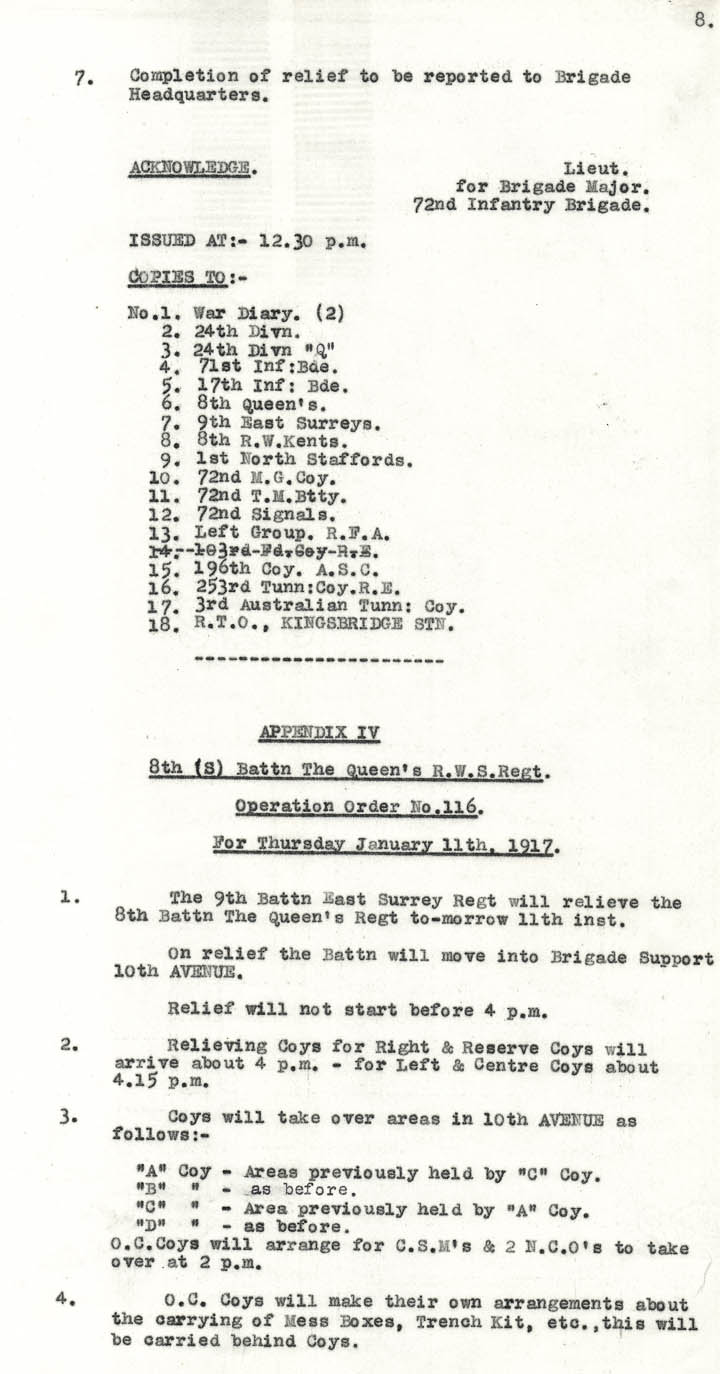 8.
7. Completion of relief to be reported to Brigade
Headquarters.
ACKNOWLEDGE.
Lieut.
for Brigade Major.
72nd Infantry Brigade.
ISSUED AT:- 12.30 p.m.
COPIES TO:-
No.1. War Diary. (2)
2. 24th Divn.
3. 24th Divn "Q"
4. 71st Inf:Bde.
5. 17th Inf: Bde.
6. 8th Queen's.
7. 9th East Surreys.
8. 8th R.W.Kents.
9. 1st North Staffords.
10. 72nd M.G.Coy.
11. 72nd T.M.Btty.
12. 72nd Signals.
13. Left Group. R.F.A.
14.--103rd-Fd.Coy-R.E.
15. 196th Coy. A.S.C.
16. 253rd Tunn:Coy.R.E.
17. 3rd Australian Tunn: Coy.
18. R.T.O., KINGSBRIDGE STN.
-----------------------
APPENDIX IV
8th (S) Battn The Queen's R.W.S.Regt.
Operation Order No.116.
For Thursday January 11th, 1917.
1. The 9th Battn East Surrey Regt will relieve the
8th Battn The Queen's Regt to-morrow 11th inst.
On relief the Battn will move into Brigade Support
10th AVENUE.
Relief will not start before 4 p.m.
2. Relieving Coys for Right & Reserve Coys will
arrive about 4 p.m. - for Left & Centre Coys about
4.15 p.m.
3. Coys will take over areas in 10th AVENUE as
follows:-
"A" Coy - Areas previously held by "C" Coy.
"B" " - as before.
"C" " - Area previously held by "A" Coy.
"D" " - as before.
O.C.Coys will arrange for C.S.M's & 2 N.C.O's to take
over at 2 p.m.
4. O.C. Coys will make their own arrangements about
the carrying of Mess Boxes, Trench Kit, etc.,this will
be carried behind Coys.